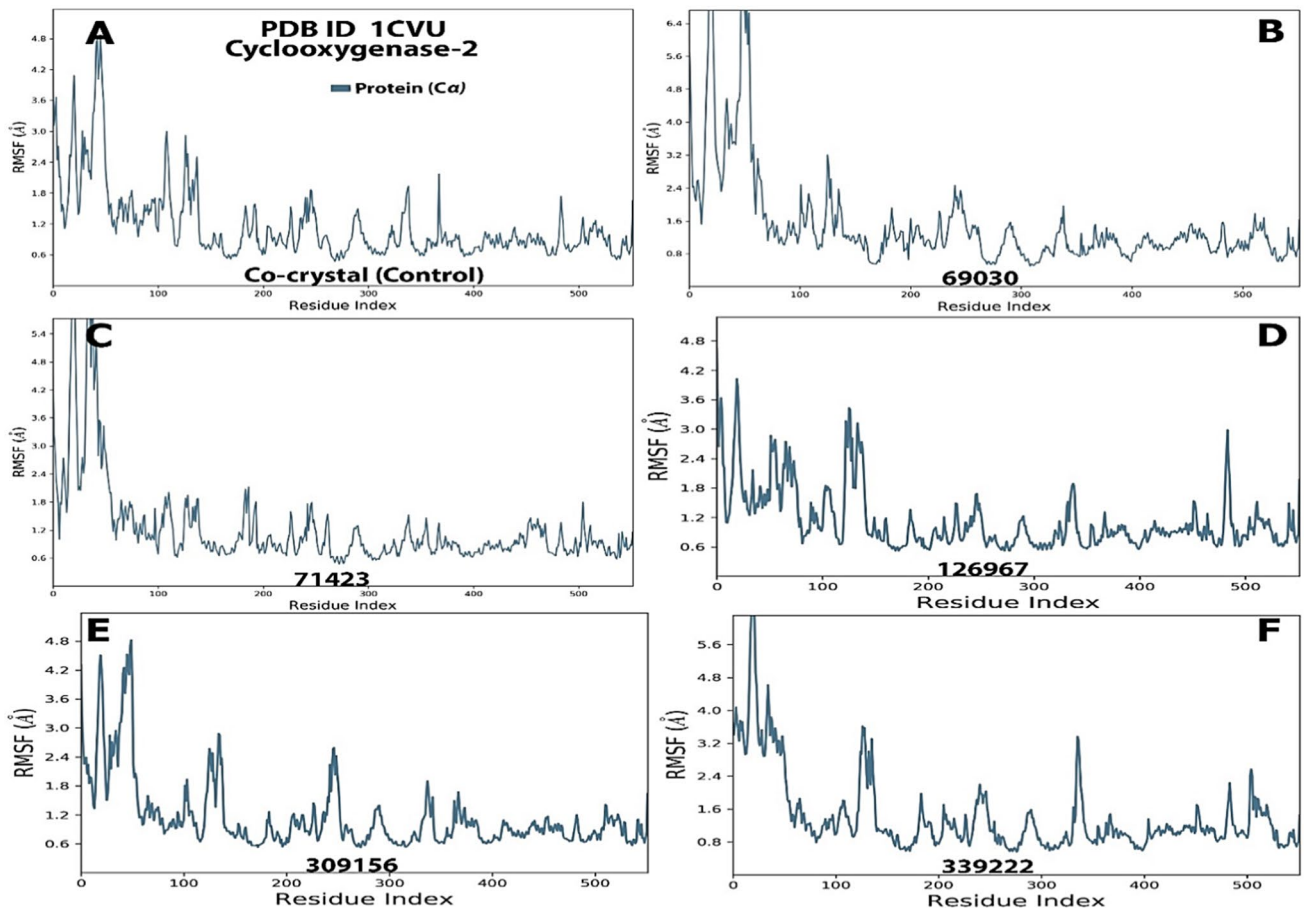 A
PDB ID 1CVU
Cyclooxygenase-2
Protein (Cα)
RMSF (Å)
4.8
4.2
3.6
3.0
2.4
1.8
1.2
0.6
Co-crystal (Control)
0 100 200 300 400 500
Residue Index
B
RMSF (Å)
6.4
5.6
4.8
4.0
3.2
2.4
1.6
0.8
69030
0 100 200 300 400 500
Residue Index
C
RMSF (Å)
5.4
4.8
4.2
3.6
3.0
2.4
1.8
1.2
0.6
71423
0 100 200 300 400 500
Residue Index
D
RMSF (Å)
4.8
4.2
3.6
3.0
2.4
1.8
1.2
0.6
126967
0 100 200 300 400 500
Residue Index
E
RMSF (Å)
4.8
4.2
3.6
3.0
2.4
1.8
1.2
0.6
309156
0 100 200 300 400 500
Residue Index
F
RMSF (Å)
5.6
4.8
4.0
3.2
2.4
1.6
0.8
339222
0 100 200 300 400 500
Residue Index